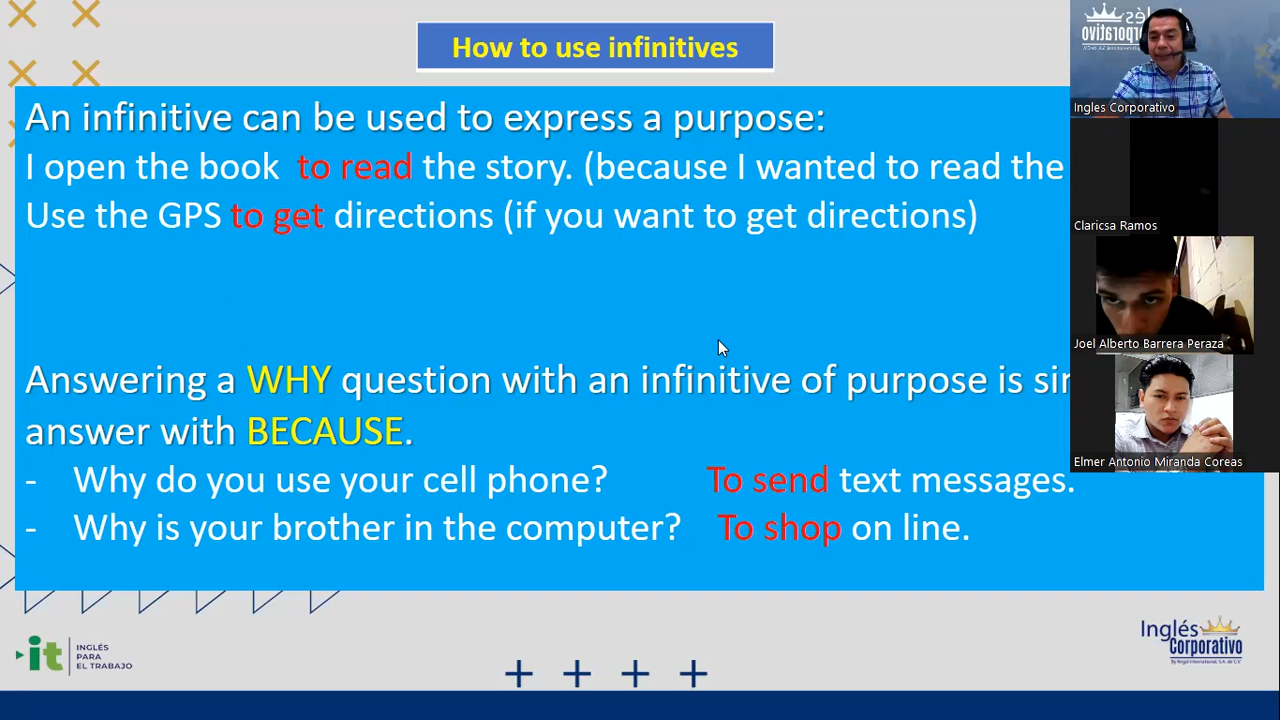 How to use infinitives
An infinitive can be used to express a purpose:
I open the book to read the story. (because I wanted to read the
Use the GPS to get directions (if you want to get directions)
Answering a WHY question with an infinitive of purpose is
answer with BECAUSE.
- Why do you use your cell phone? To send text messages.
- Why is your brother in the computer? To shop on line.
Ingles Corporativo
Claricsa Ramos
Joel Alberto Barrera Peraza
Elmer Antonio Miranda Coreas
it
INGLÉS
PARA
EL TRABAJO
Inglés
Corporativo
By Regal International, S.A. de C.V.